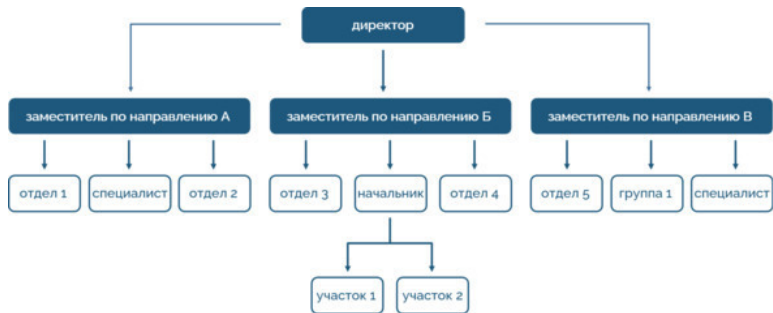 директор
заместитель по направлению А
заместитель по направлению Б
заместитель по направлению В
отдел 1
специалист
отдел 2
отдел 3
начальник
отдел 4
отдел 5
группа 1
специалист
участок 1
участок 2